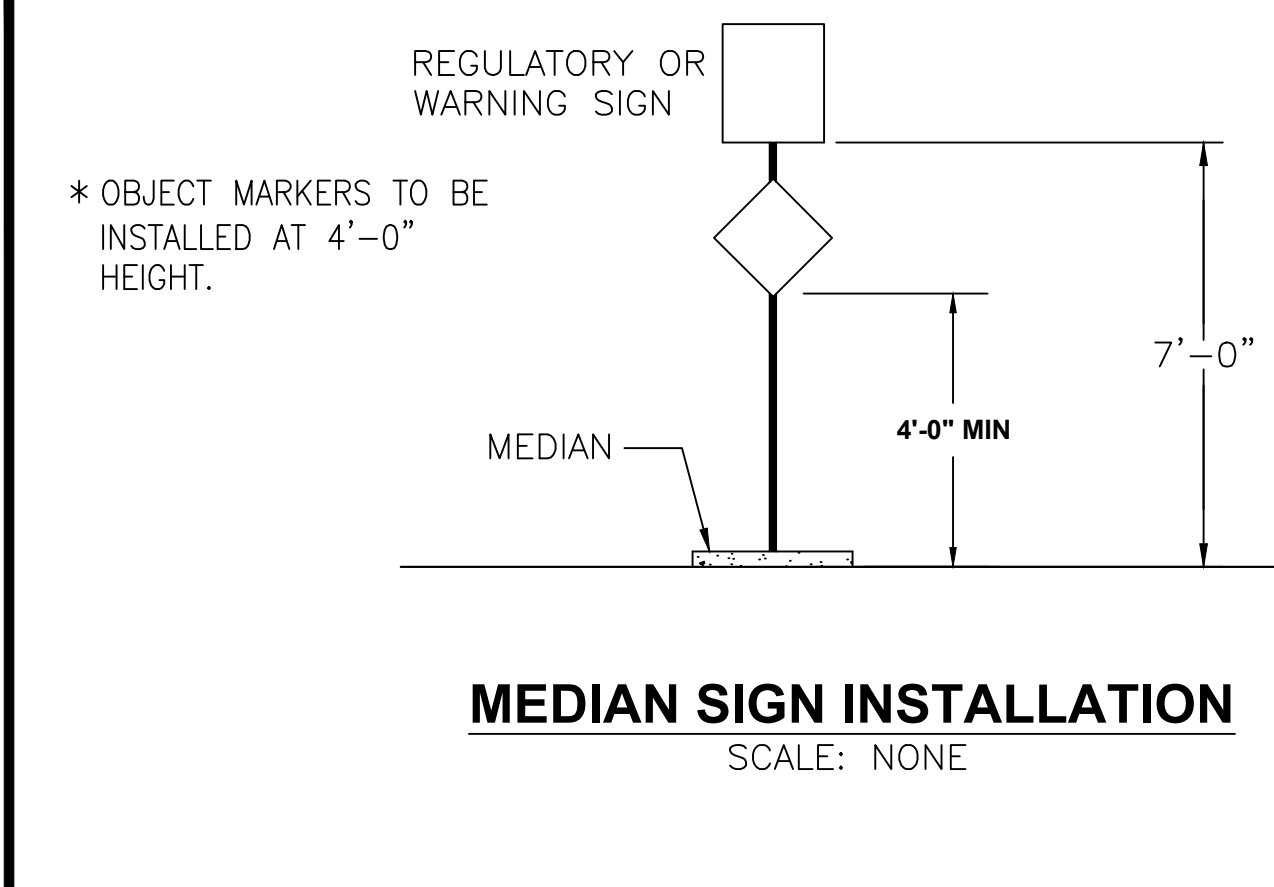 REGULATORY OR
WARNING SIGN
* OBJECT MARKERS TO BE
INSTALLED AT 4'-0"
HEIGHT.
7'-0"
4'-0" MIN
MEDIAN
MEDIAN SIGN INSTALLATION
SCALE: NONE